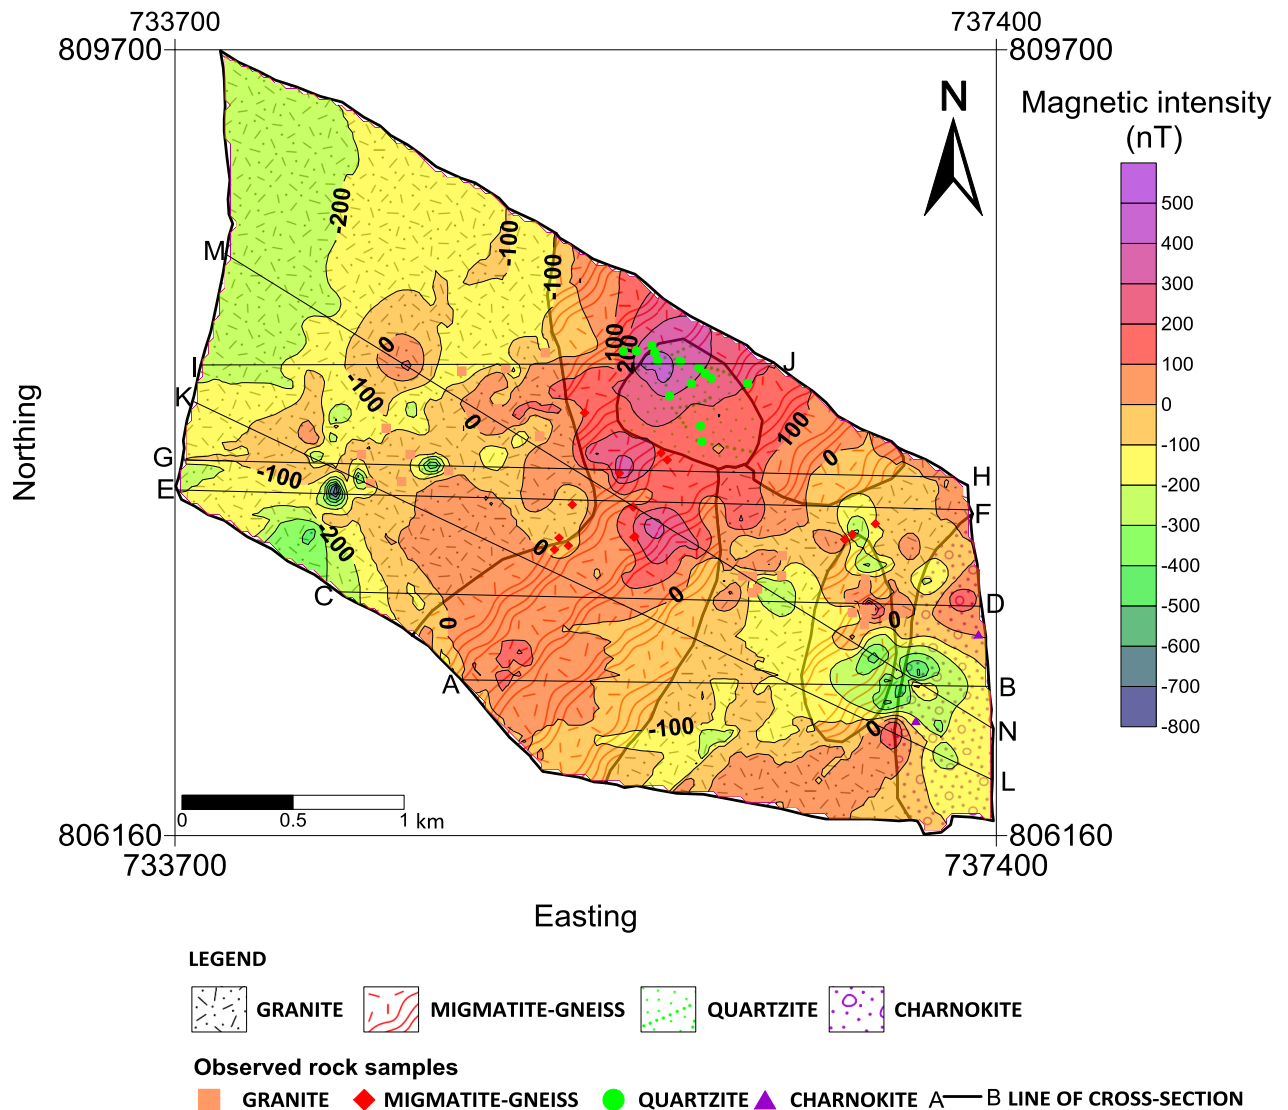 733700 737400
809700 809700
N
Magnetic intensity
(nT)
500
400
300
200
100
0
-100
-200
-300
-400
-500
-600
-700
-800
Northing
-200
-100
-100
M
0
100
200
I J
K
-100
0
100
0
G H
-100
E F
-200
0
C D
0
0
0
A B
-100
0
N
L
0 0.5 1 km
806160 806160
733700 737400
Easting
LEGEND
GRANITE MIGMATITE-GNEISS QUARTZITE CHARNOKITE
Observed rock samples
GRANITE MIGMATITE-GNEISS QUARTZITE CHARNOKITE A B LINE OF CROSS-SECTION